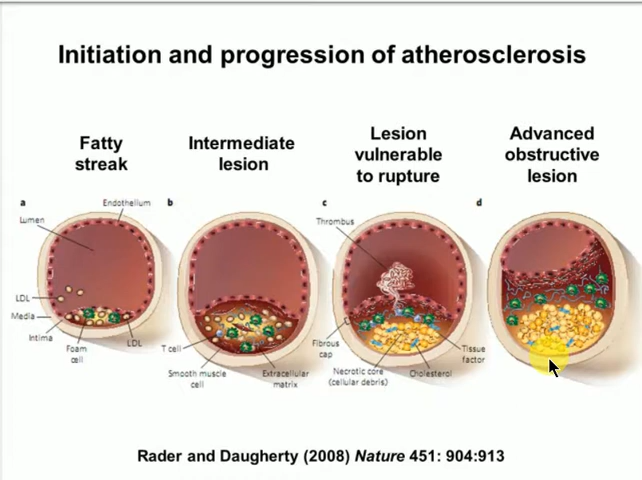 Initiation and progression of atherosclerosis
Fatty
streak
Intermediate
lesion
Lesion
vulnerable
to rupture
Advanced
obstructive
lesion
a
b
c
d
Endothelium
Lumen
Thrombus
LDL
Media
Intima
Foam
cell
LDL
T cell
Smooth muscle
cell
Extracellular
matrix
Fibrous
cap
Necrotic core
(cellular debris)
Cholesterol
Tissue
factor
Rader and Daugherty (2008) Nature 451: 904:913